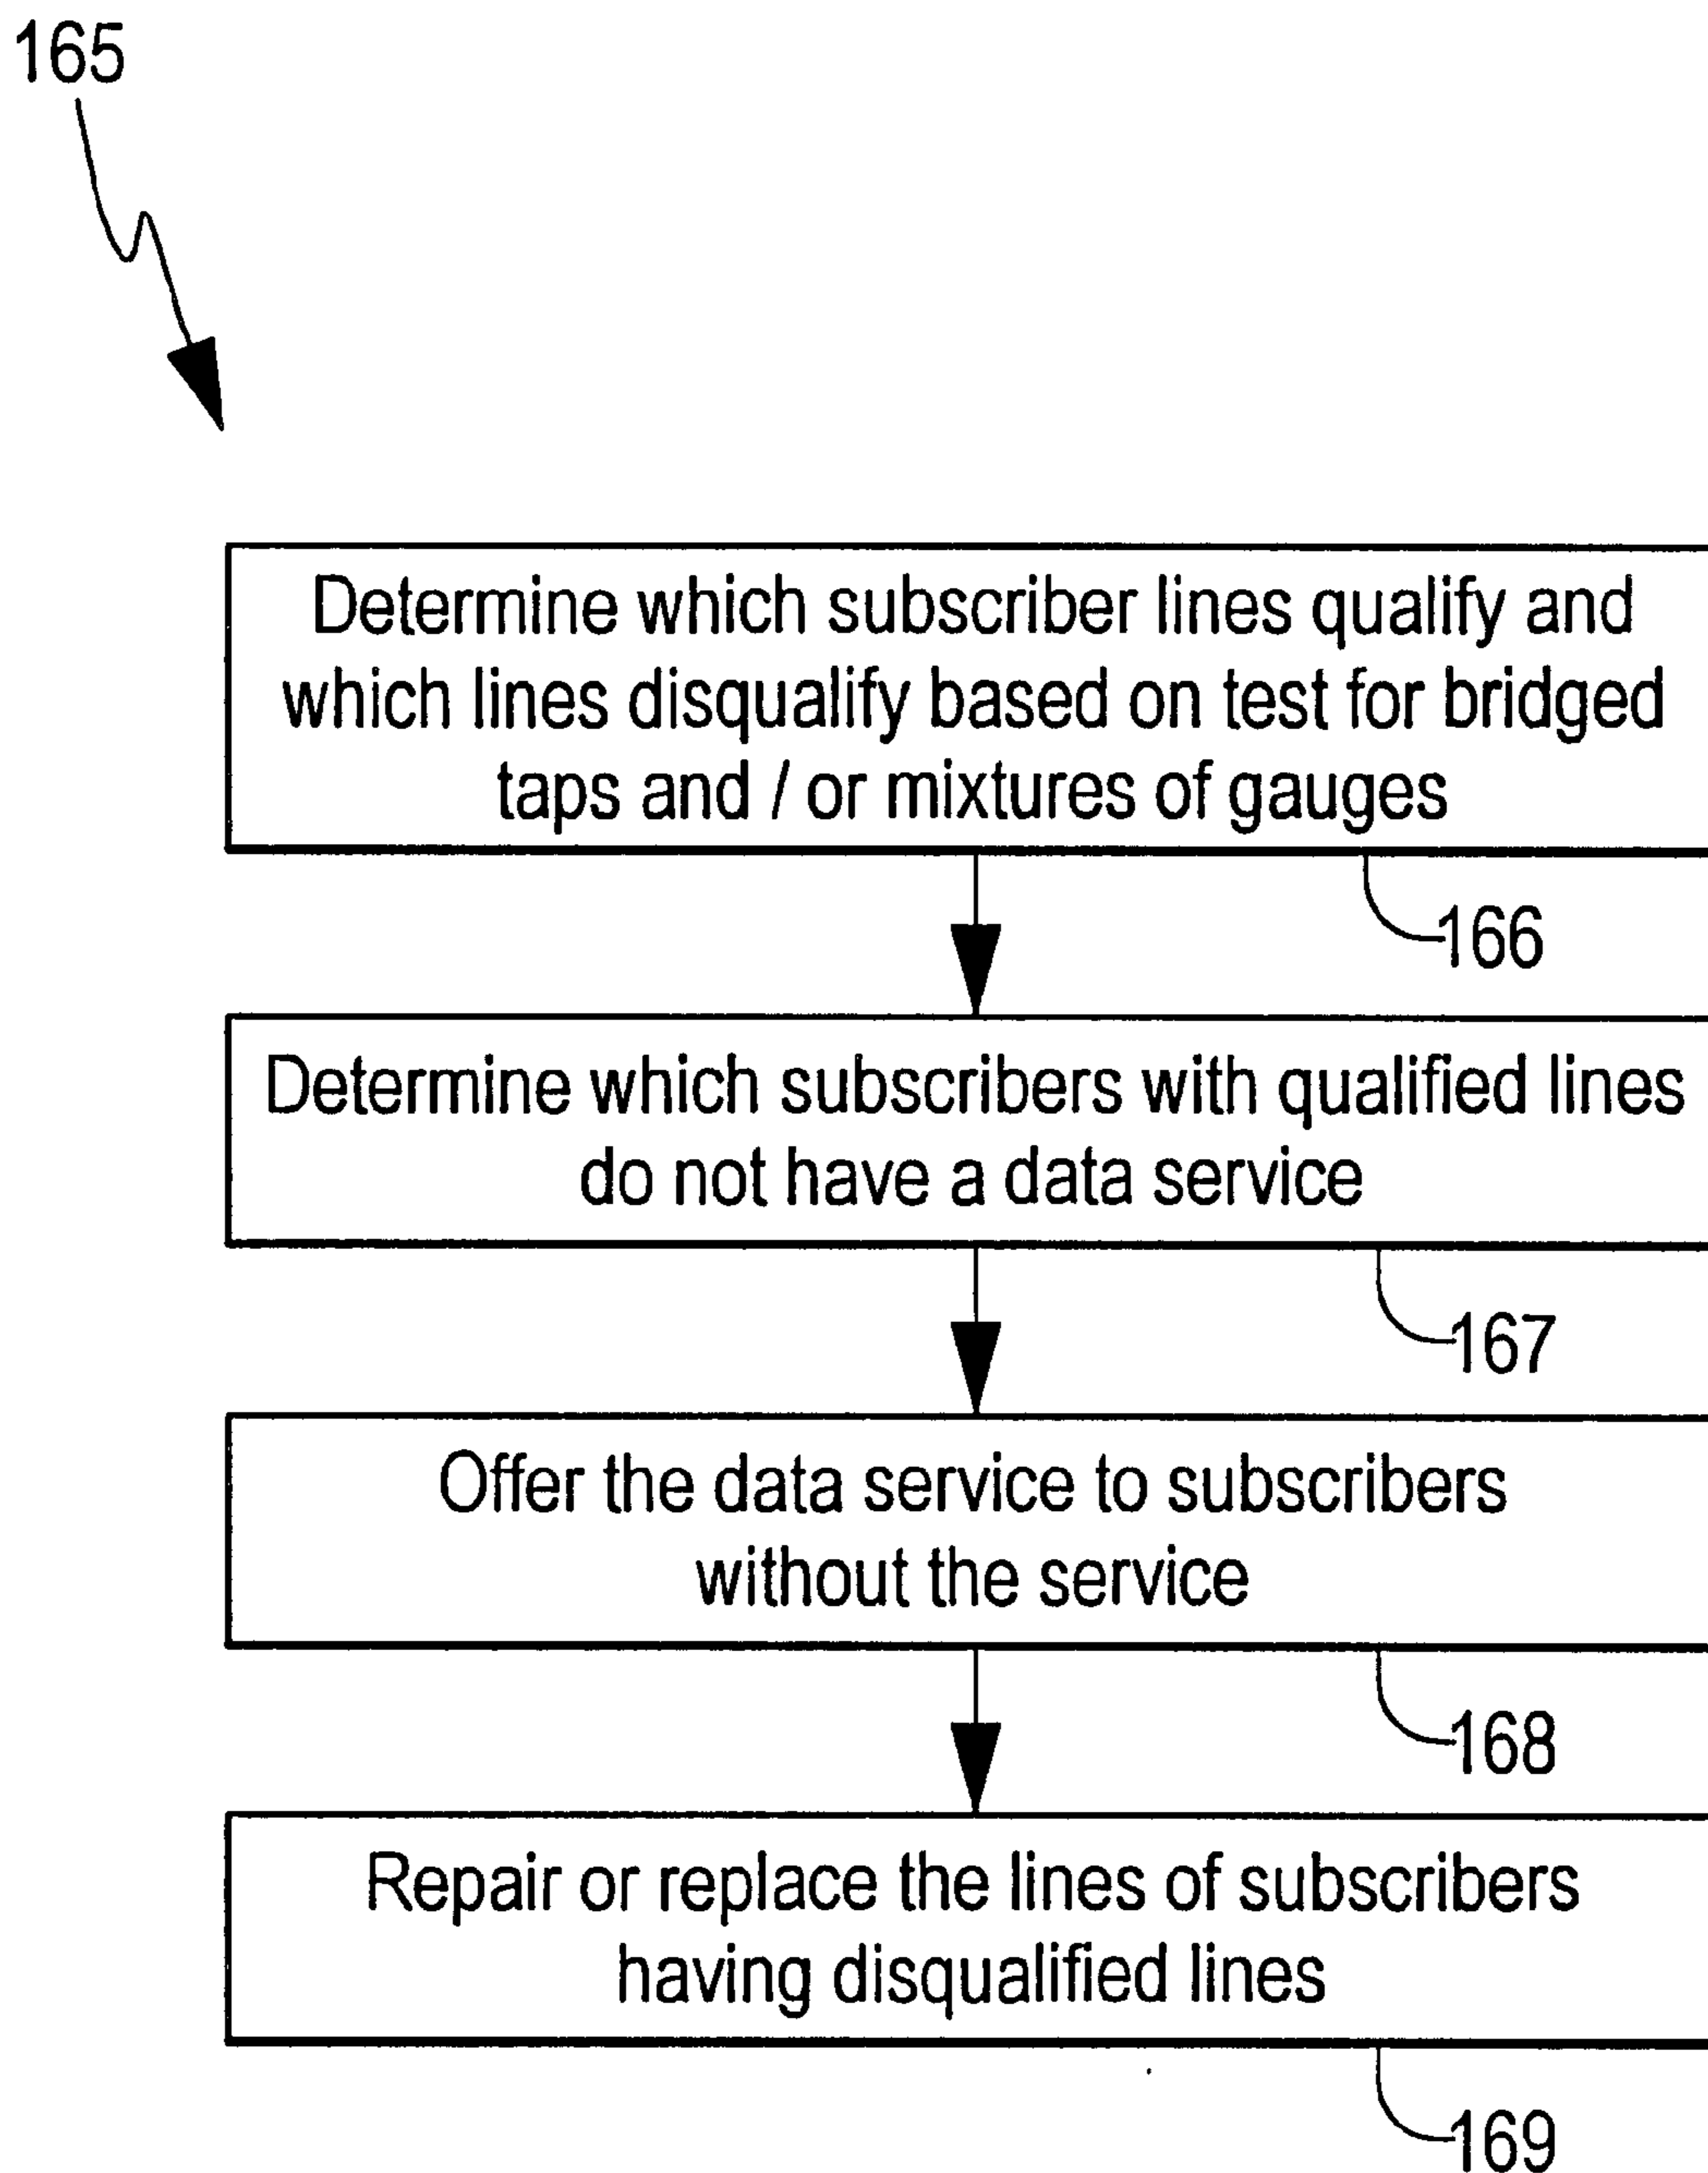 165
Determine which subscriber lines qualify and
which lines disqualify based on test for bridged
taps and / or mixtures of gauges
166
Determine which subscribers with qualified lines
do not have a data service
167
Offer the data service to subscribers
without the service
168
Repair or replace the lines of subscribers
having disqualified lines
169